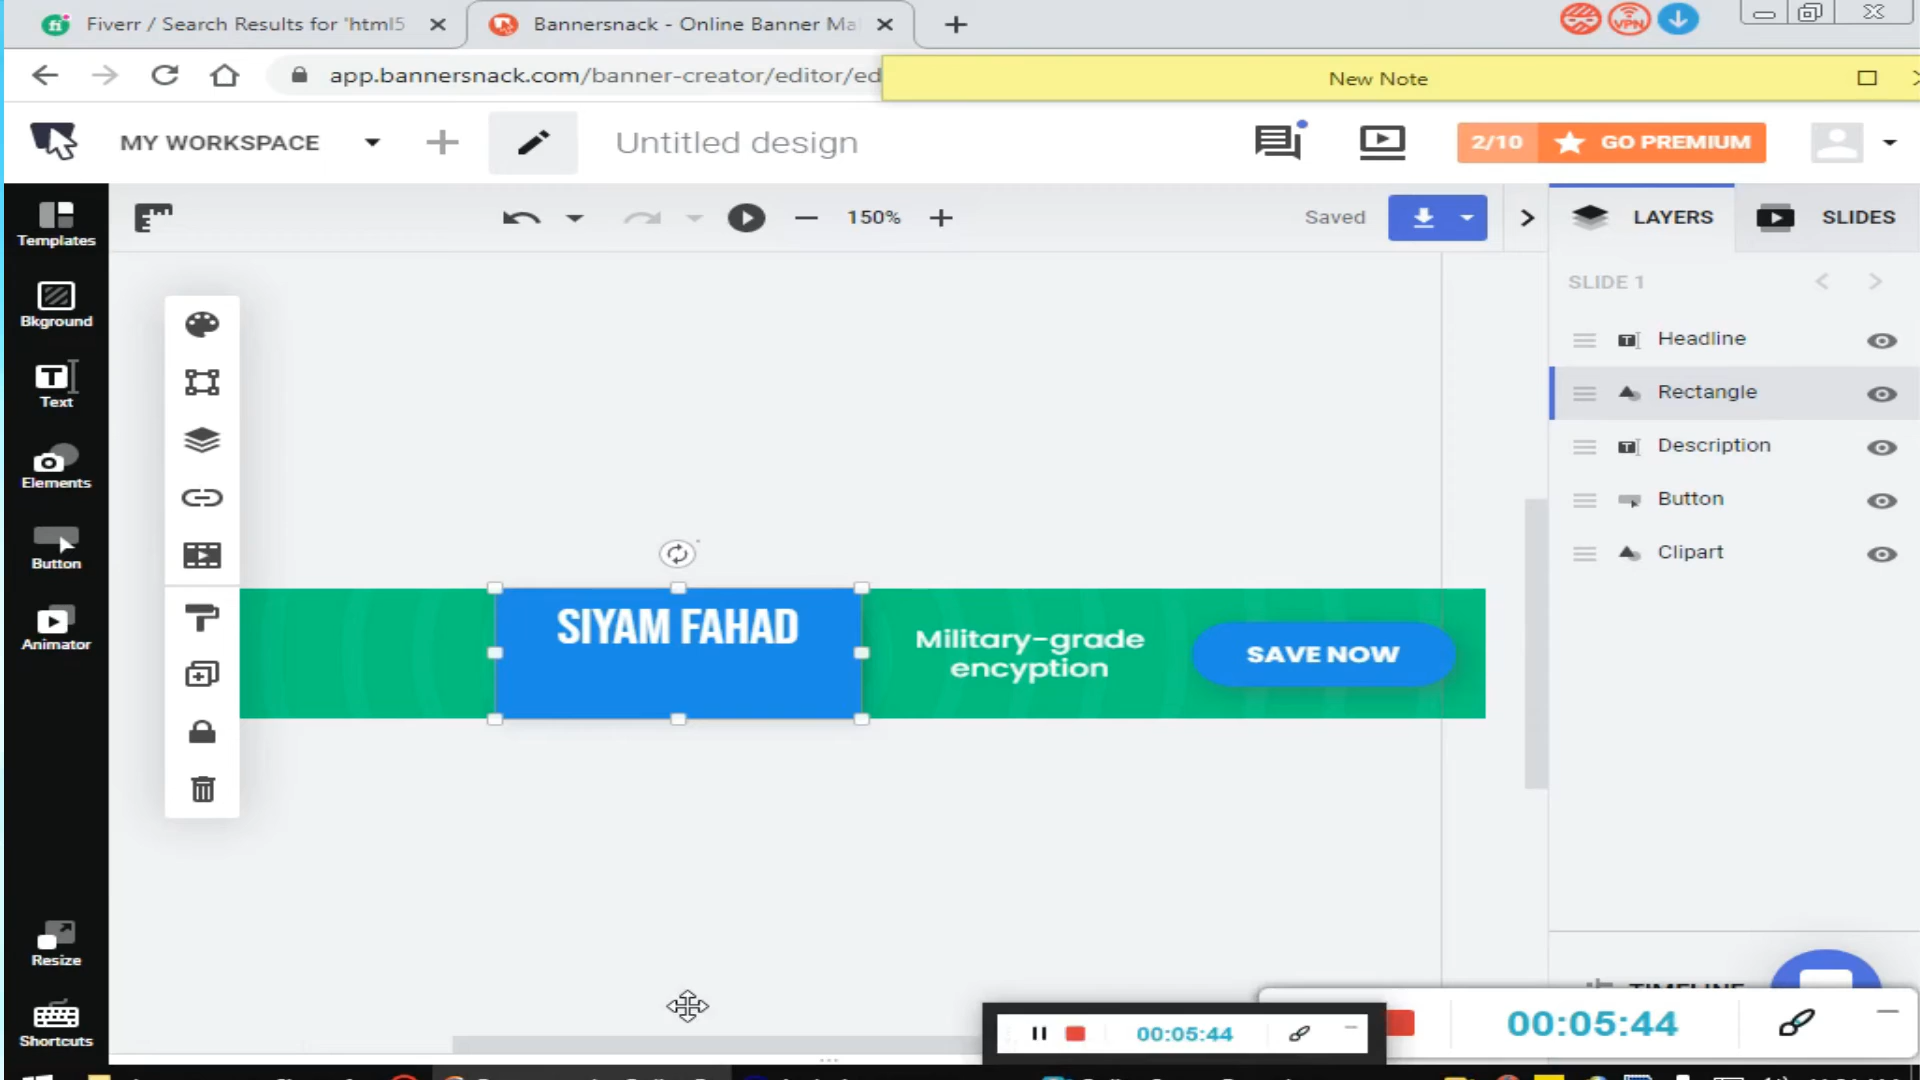 Fiverr / Search Results for 'html5
Bannersnack - Online Banner Ma
VPN
app.bannersnack.com/banner-creator/editor/ed
New Note
MY WORKSPACE
Untitled design
2/10
GO PREMIUM
Templates
150%
Saved
LAYERS
SLIDES
SLIDE 1
Bkground
Headline
Text
Rectangle
Description
Elements
Button
Clipart
Button
Animator
SIYAM FAHAD
Military-grade
encyption
SAVE NOW
Resize
TIMELINE
Shortcuts
00:05:44
00:05:44